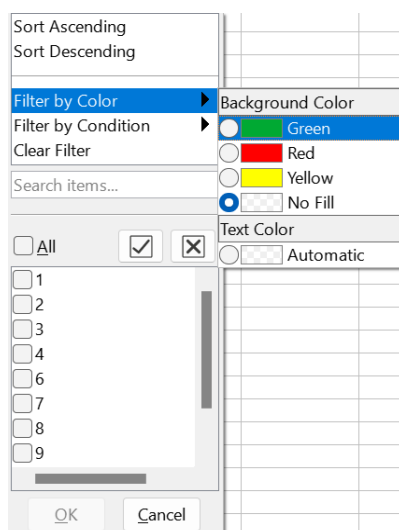 Sort Ascending
Sort Descending
Filter by Color
Filter by Condition
Clear Filter
Search items...
All
1
2
3
4
6
7
8
9
OK Cancel
Background Color
Green
Red
Yellow
No Fill
Text Color
Automatic